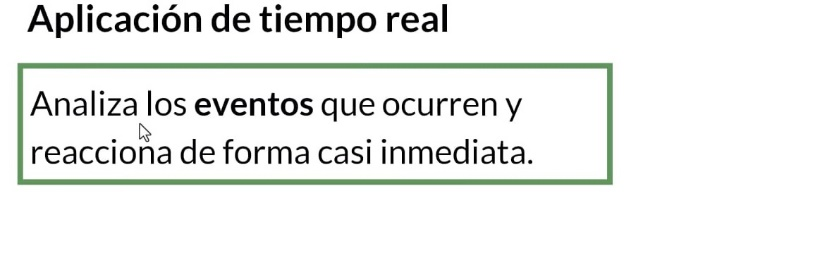 Aplicación de tiempo real
Analiza los eventos que ocurren y
reacciona de forma casi inmediata.